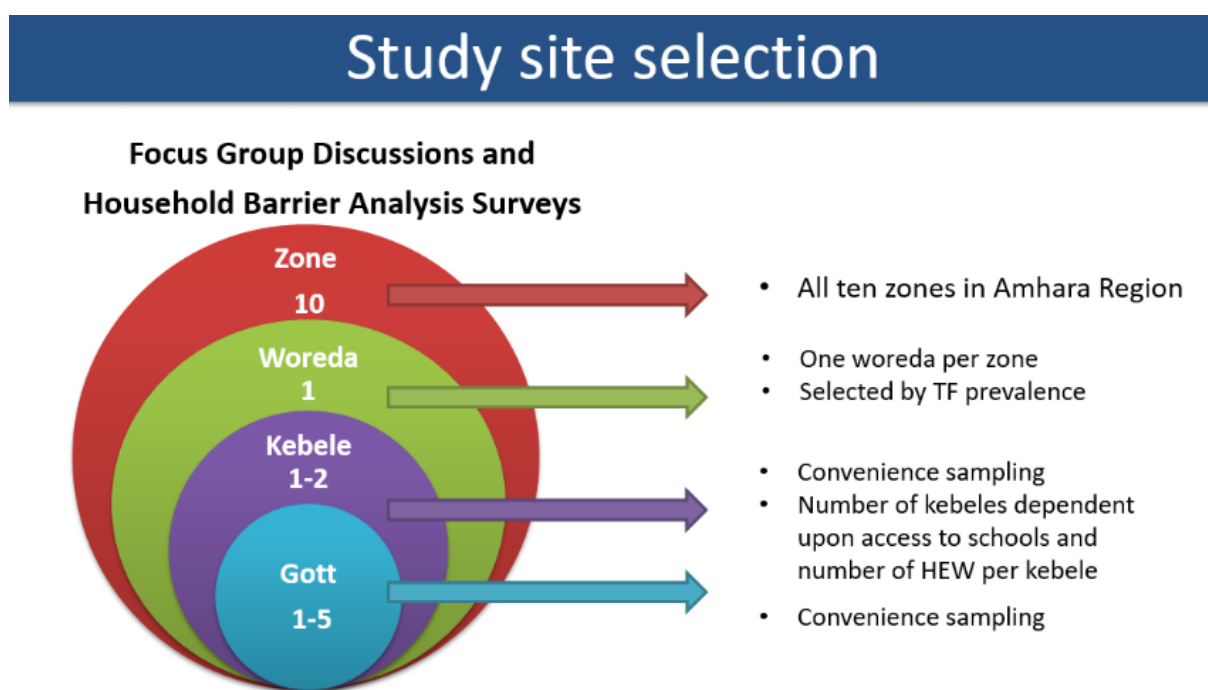 Study site selection
Focus Group Discussions and
Household Barrier Analysis Surveys
Zone
10
Woreda
1
Kebele
1-2
Gott
1-5
• All ten zones in Amhara Region
• One woreda per zone
• Selected by TF prevalence
• Convenience sampling
• Number of kebeles dependent
upon access to schools and
number of HEW per kebele
• Convenience sampling